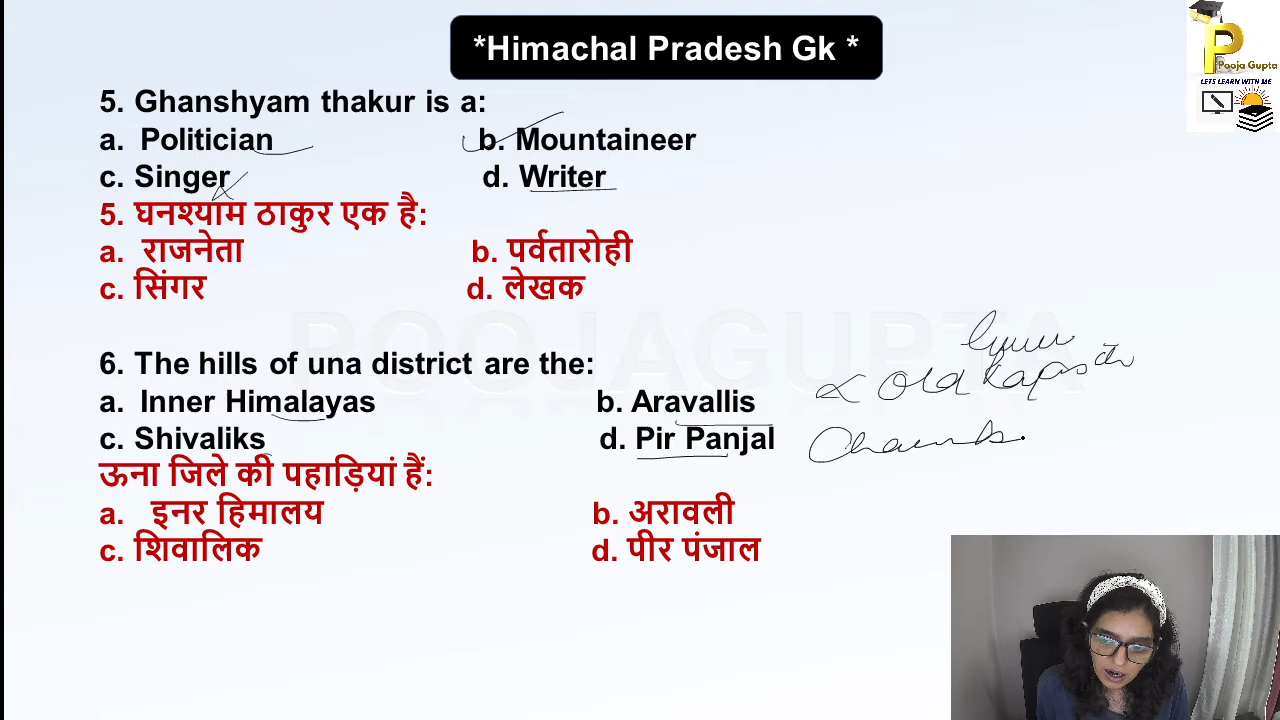 *Himachal Pradesh Gk *
P
Pooja Gupta
LETS LEARN WITH ME
5. Ghanshyam thakur is a:
a. Politician b. Mountaineer
c. Singer d. Writer
5. घनश्याम ठाकुर एक है:
a. राजनेता b. पर्वतारोही
c. सिंगर d. लेखक
POOJAGUPTA
6. The hills of una district are the:
a. Inner Himalayas b. Aravallis
c. Shivaliks d. Pir Panjal
Old
ऊना जिले की पहाड़ियां हैं:
a. इनर हिमालय b. अरावली
c. शिवालिक d. पीर पंजाल